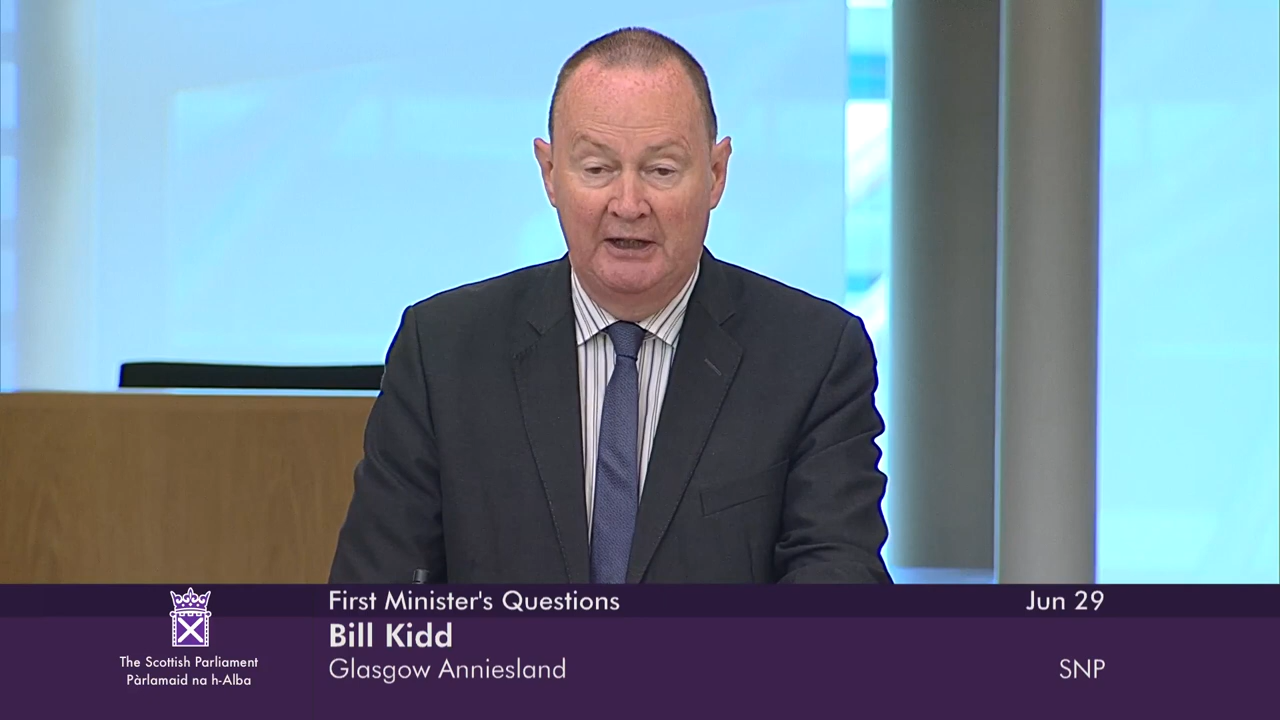 First Minister's Questions
Jun 29
Bill Kidd
Glasgow Anniesland
SNP
The Scottish Parliament
Pàrlamaid na h-Alba